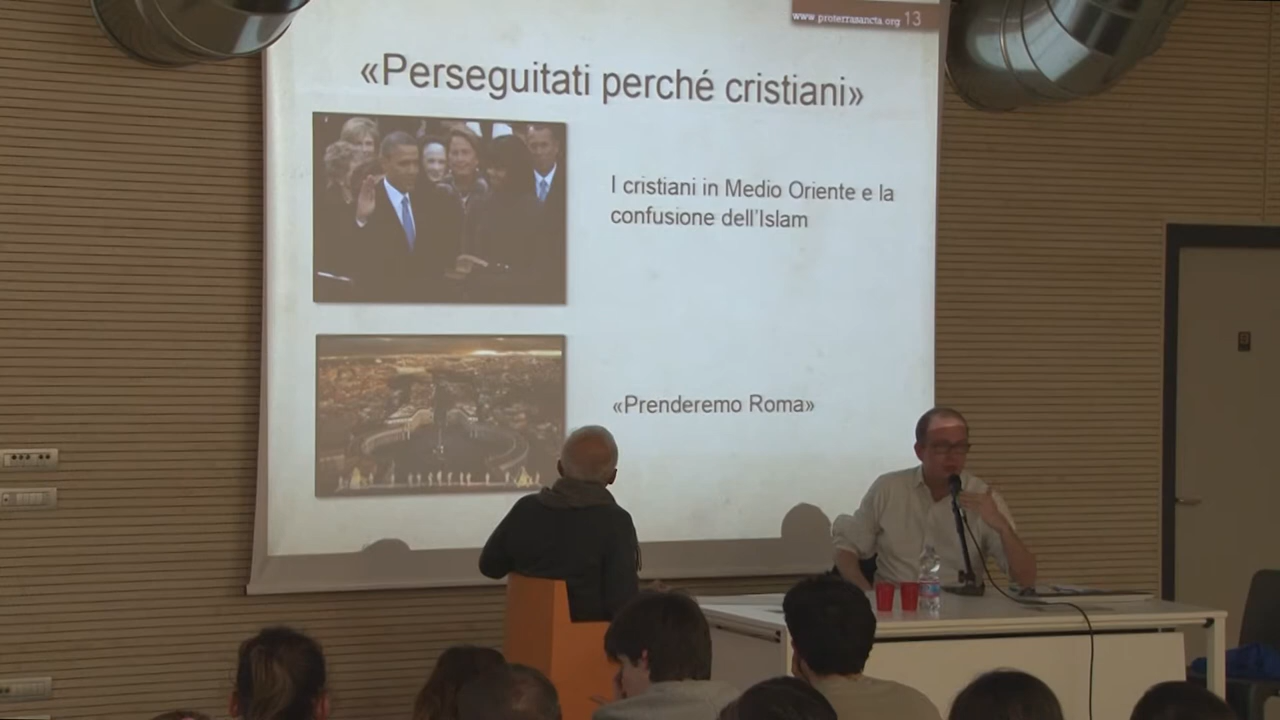 www.proterrasancta.org 13
«Perseguitati perché cristiani»
I cristiani in Medio Oriente e la
confusione dell'Islam
«Prenderemo Roma»